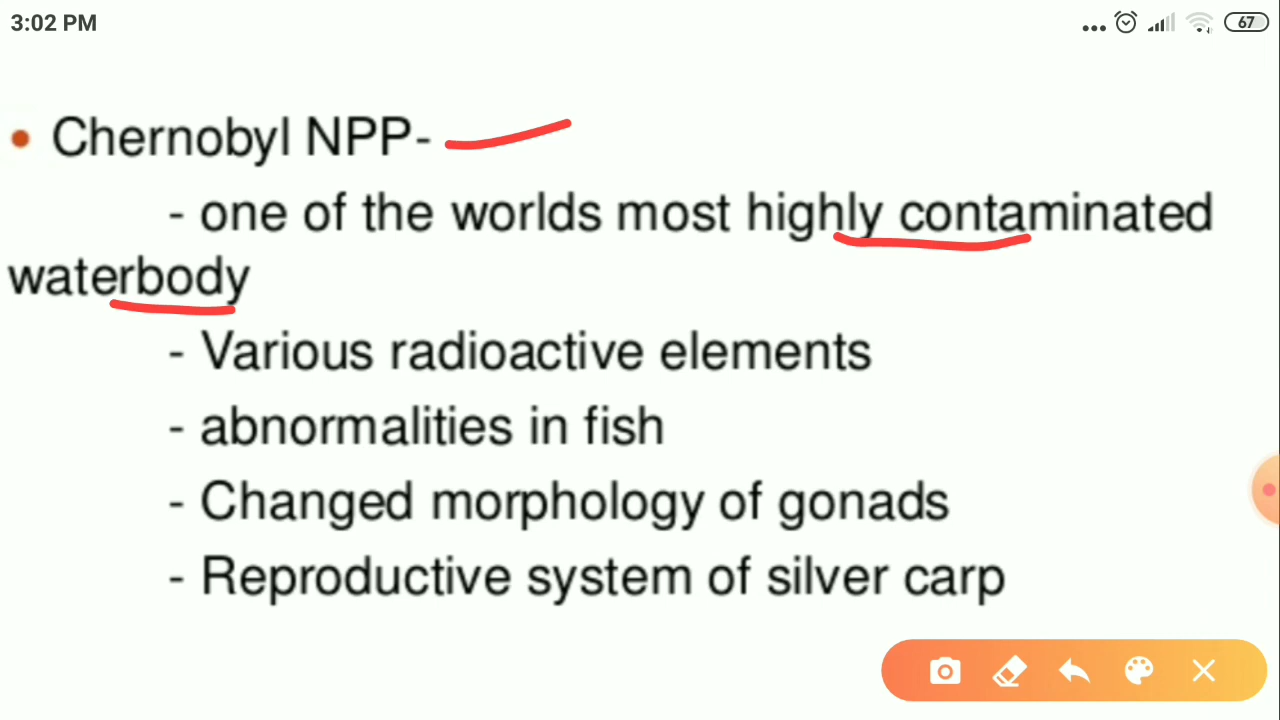 3:02 PM
67
• Chernobyl NPP-
- one of the worlds most highly contaminated
waterbody
- Various radioactive elements
- abnormalities in fish
- Changed morphology of gonads
- Reproductive system of silver carp